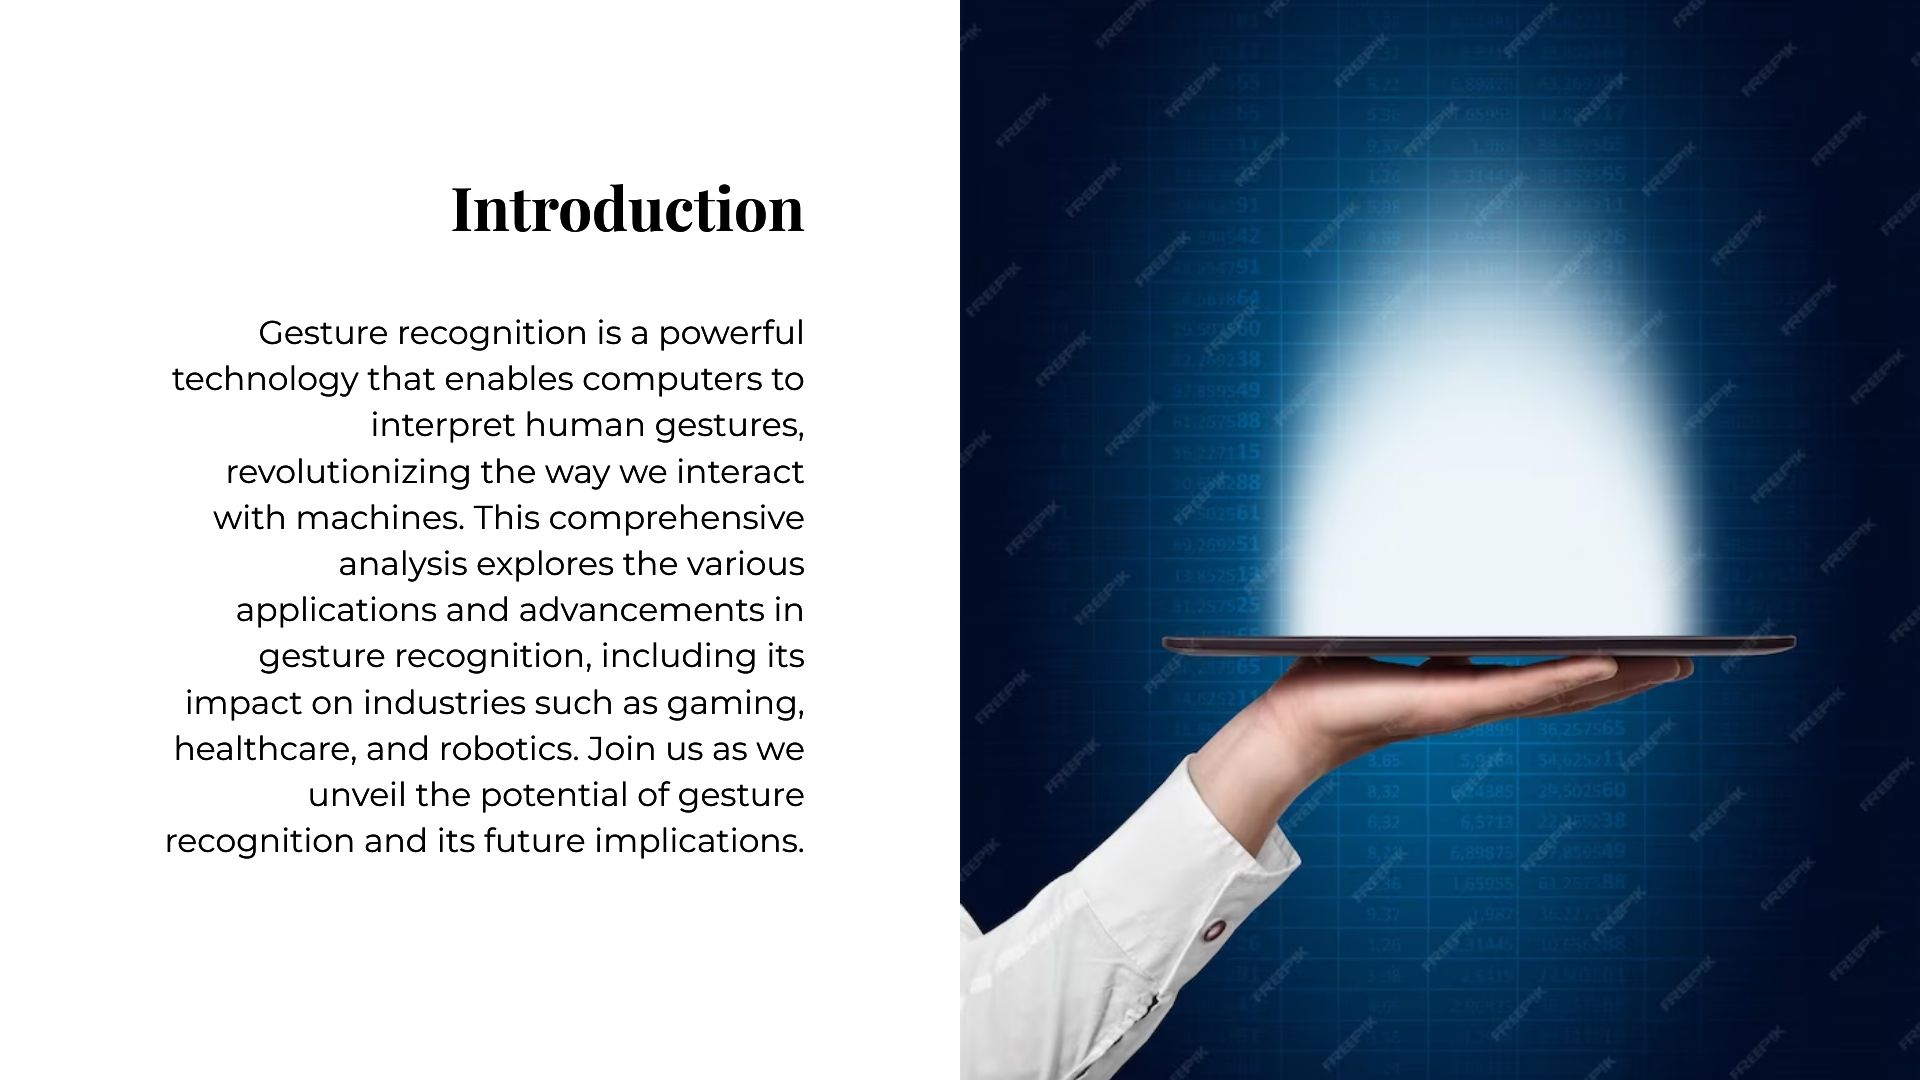 Introduction
Gesture recognition is a powerful
technology that enables computers to
interpret human gestures,
revolutionizing the way we interact
with machines. This comprehensive
analysis explores the various
applications and advancements in
gesture recognition, including its
impact on industries such as gaming,
healthcare, and robotics. Join us as we
unveil the potential of gesture
recognition and its future implications.
FREEPIK